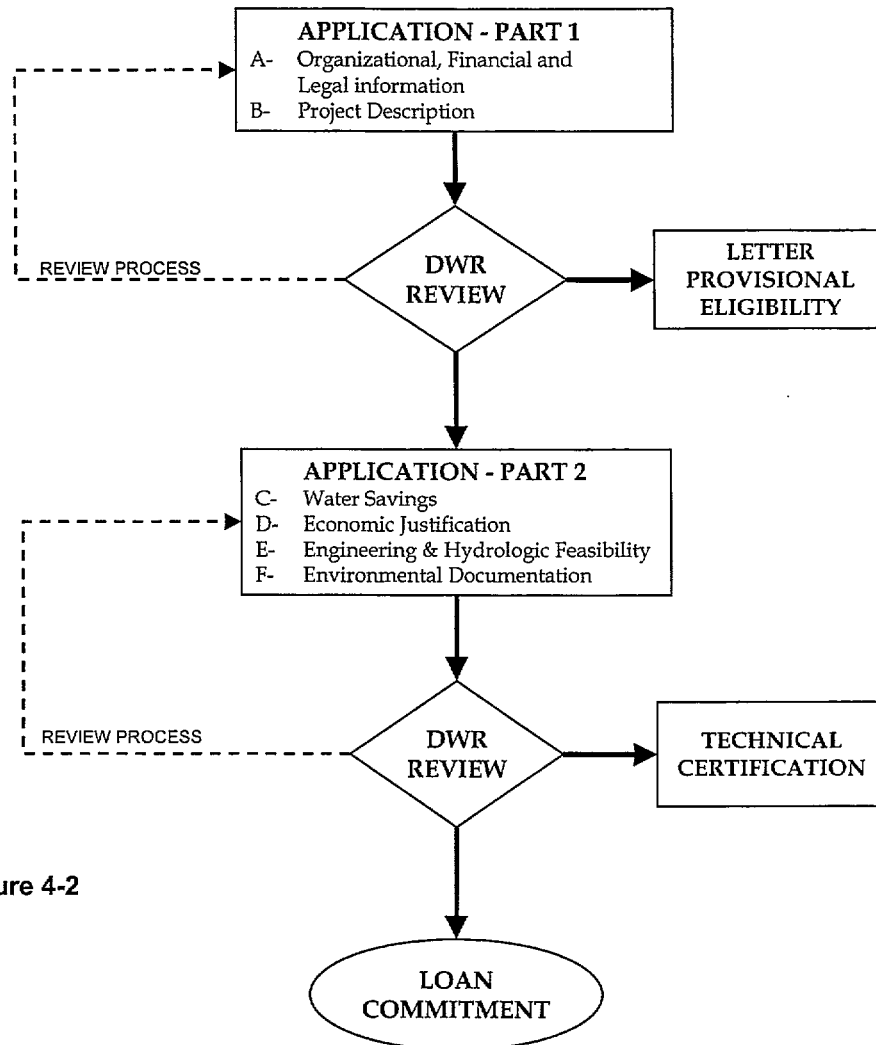 APPLICATION - PART 1
A- Organizational, Financial and
Legal information
B- Project Description
REVIEW PROCESS
DWR
REVIEW
LETTER
PROVISIONAL
ELIGIBILITY
APPLICATION - PART 2
C- Water Savings
D- Economic Justification
E- Engineering & Hydrologic Feasibility
F- Environmental Documentation
REVIEW PROCESS
DWR
REVIEW
TECHNICAL
CERTIFICATION
ure 4-2
LOAN
COMMITMENT